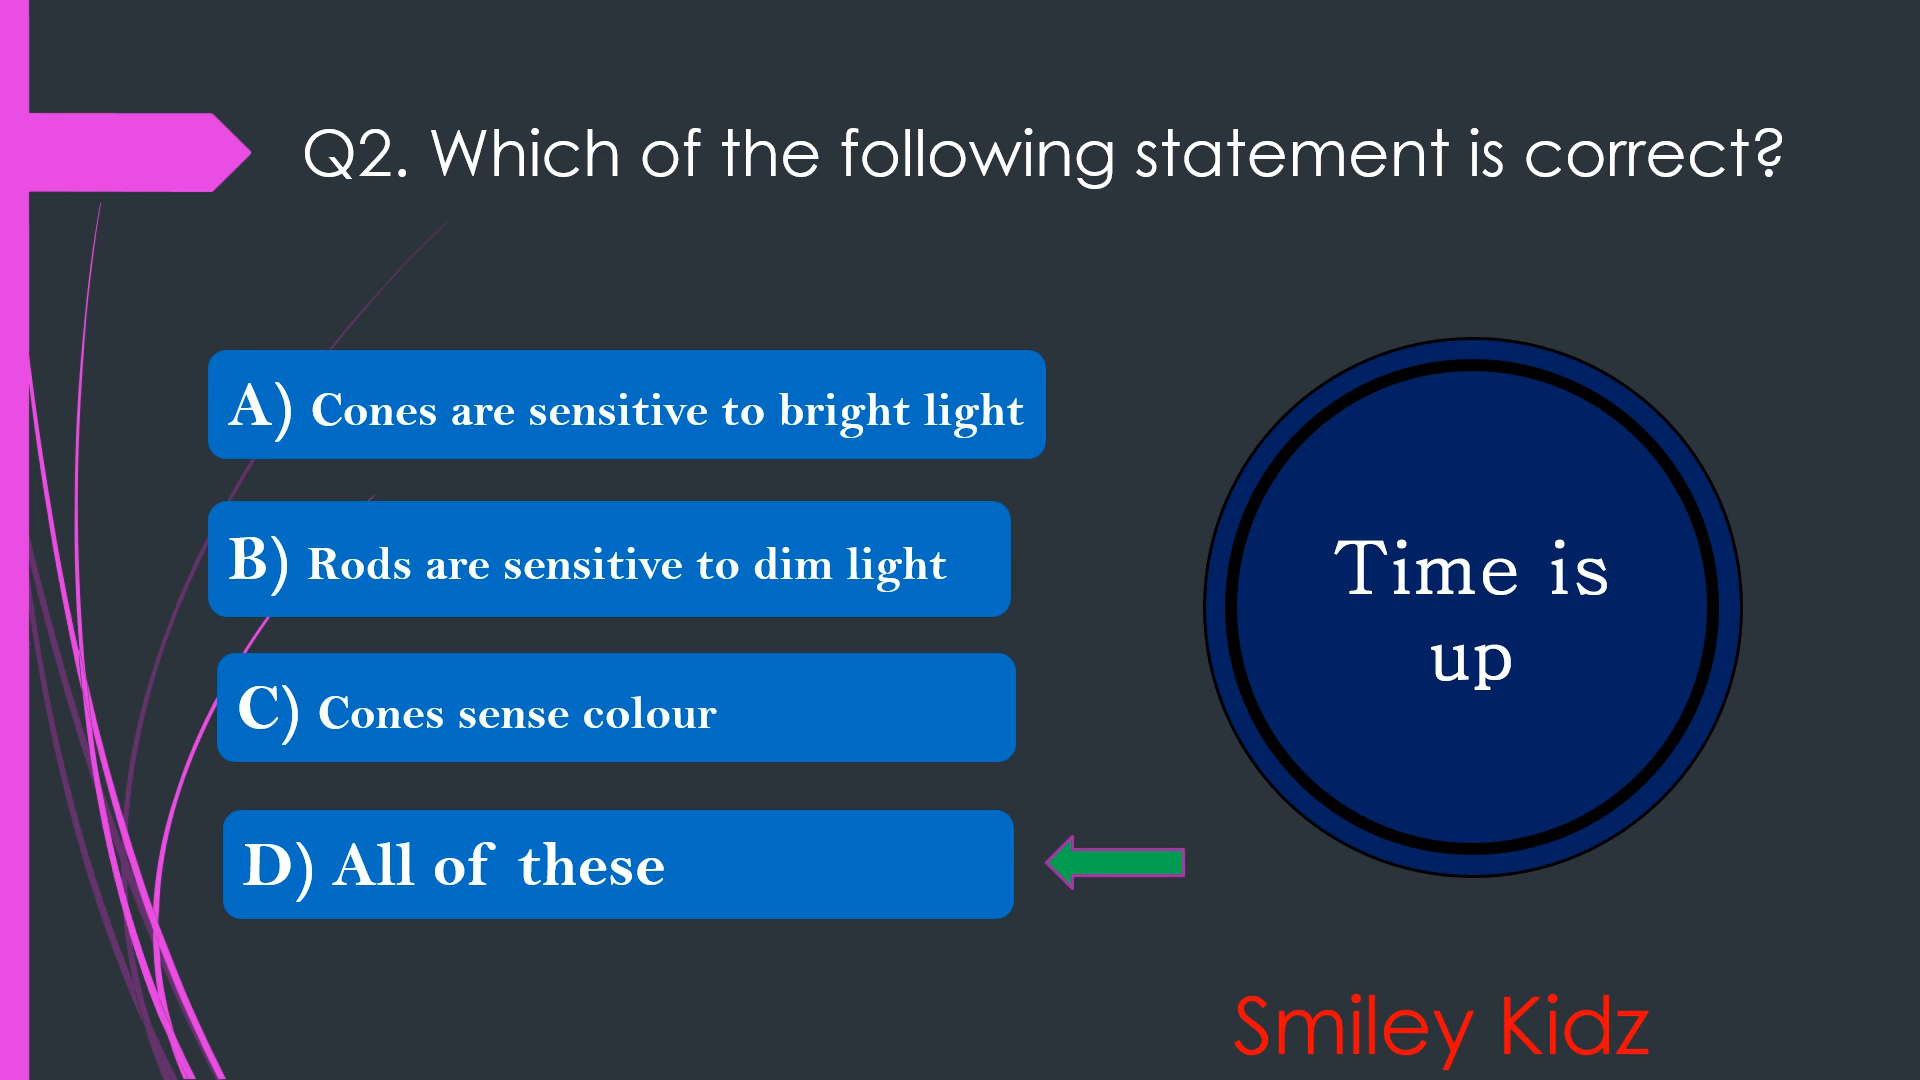 Q2. Which of the following statement is correct?
A) Cones are sensitive to bright light
B) Rods are sensitive to dim light
C) Cones sense colour
D) All of these
Time is
up
Smiley Kidz